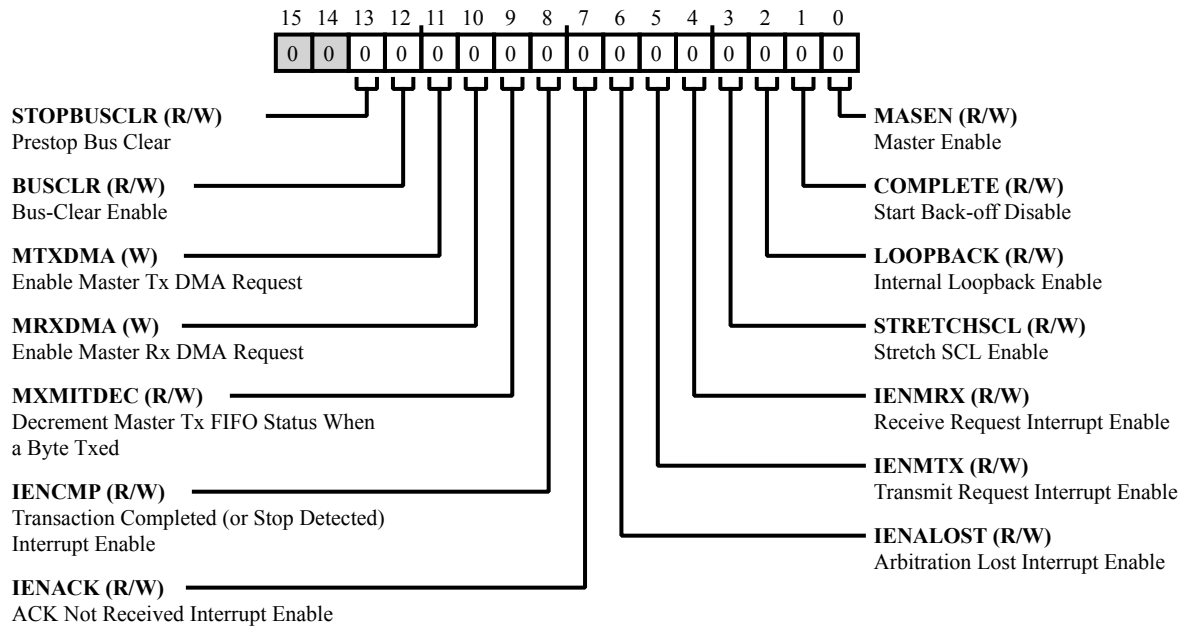 15 14 13 12 11 10 9 8 7 6 5 4 3 2 1 0
0 0 0 0 0 0 0 0 0 0 0 0 0 0 0 0
STOPBUSCLR (R/W)
Prestop Bus Clear
BUSCLR (R/W)
Bus-Clear Enable
MTXDMA (W)
Enable Master Tx DMA Request
MRXDMA (W)
Enable Master Rx DMA Request
MXMITDEC (R/W)
Decrement Master Tx FIFO Status When
a Byte Txed
IENCMP (R/W)
Transaction Completed (or Stop Detected)
Interrupt Enable
IENACK (R/W)
ACK Not Received Interrupt Enable
MASEN (R/W)
Master Enable
COMPLETE (R/W)
Start Back-off Disable
LOOPBACK (R/W)
Internal Loopback Enable
STRETCHSCL (R/W)
Stretch SCL Enable
IENMRX (R/W)
Receive Request Interrupt Enable
IENMTX (R/W)
Transmit Request Interrupt Enable
IENALOST (R/W)
Arbitration Lost Interrupt Enable